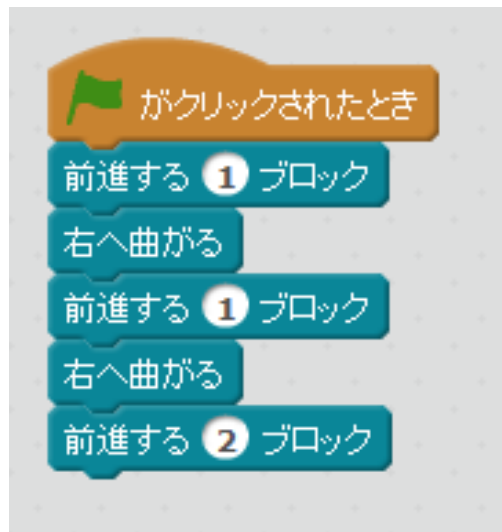 がクリックされたとき
前進する 1 ブロック
右へ曲がる
前進する 1 ブロック
右へ曲がる
前進する 2 ブロック